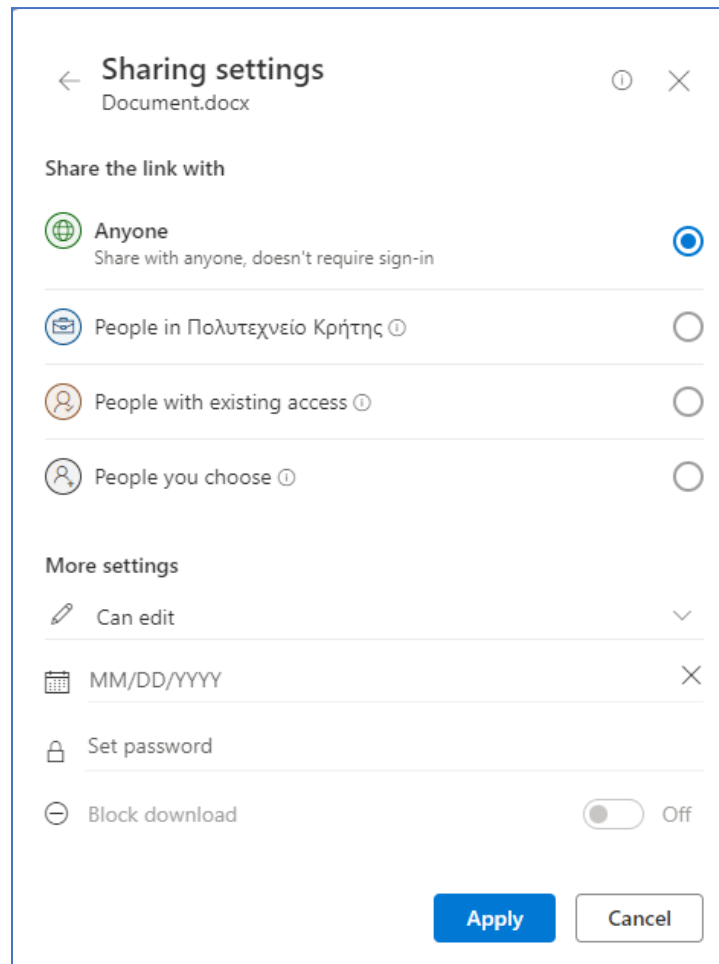 Sharing settings
Document.docx
Share the link with
Anyone
Share with anyone, doesn't require sign-in
People in Πολυτεχνείο Κρήτης
People with existing access
People you choose
More settings
Can edit
MM/DD/YYYY
Set password
Block download Off
Apply Cancel